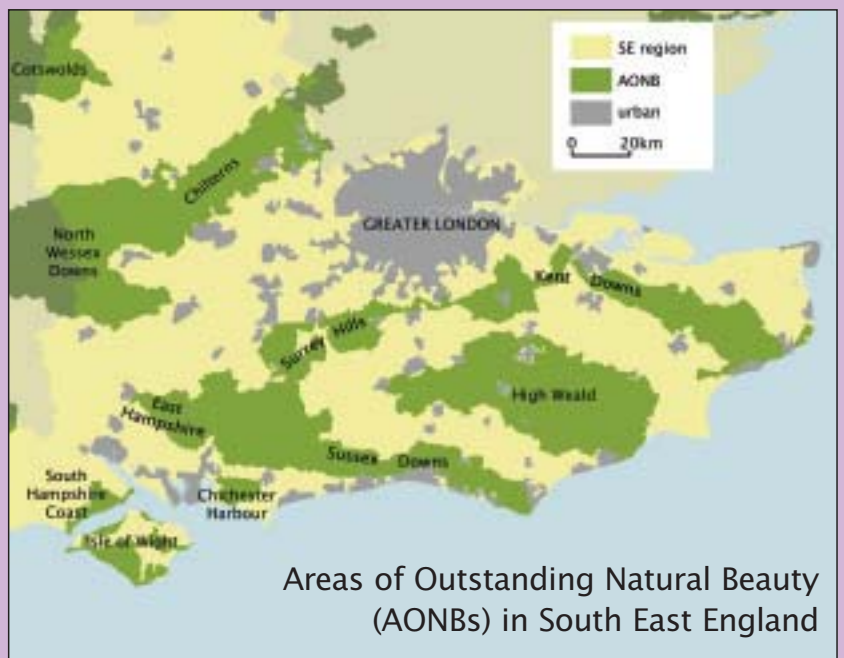 Cotswolds
SE region
AONB
urban
0 20km
Chilterns
GREATER LONDON
North
Wessex
Downs
Kent Downs
Surrey Hills
High Weald
East
Hampshire
Sussex Downs
South
Hampshire
Coast
Chichester
Harbour
Isle of Wight
Areas of Outstanding Natural Beauty
(AONBs) in South East England